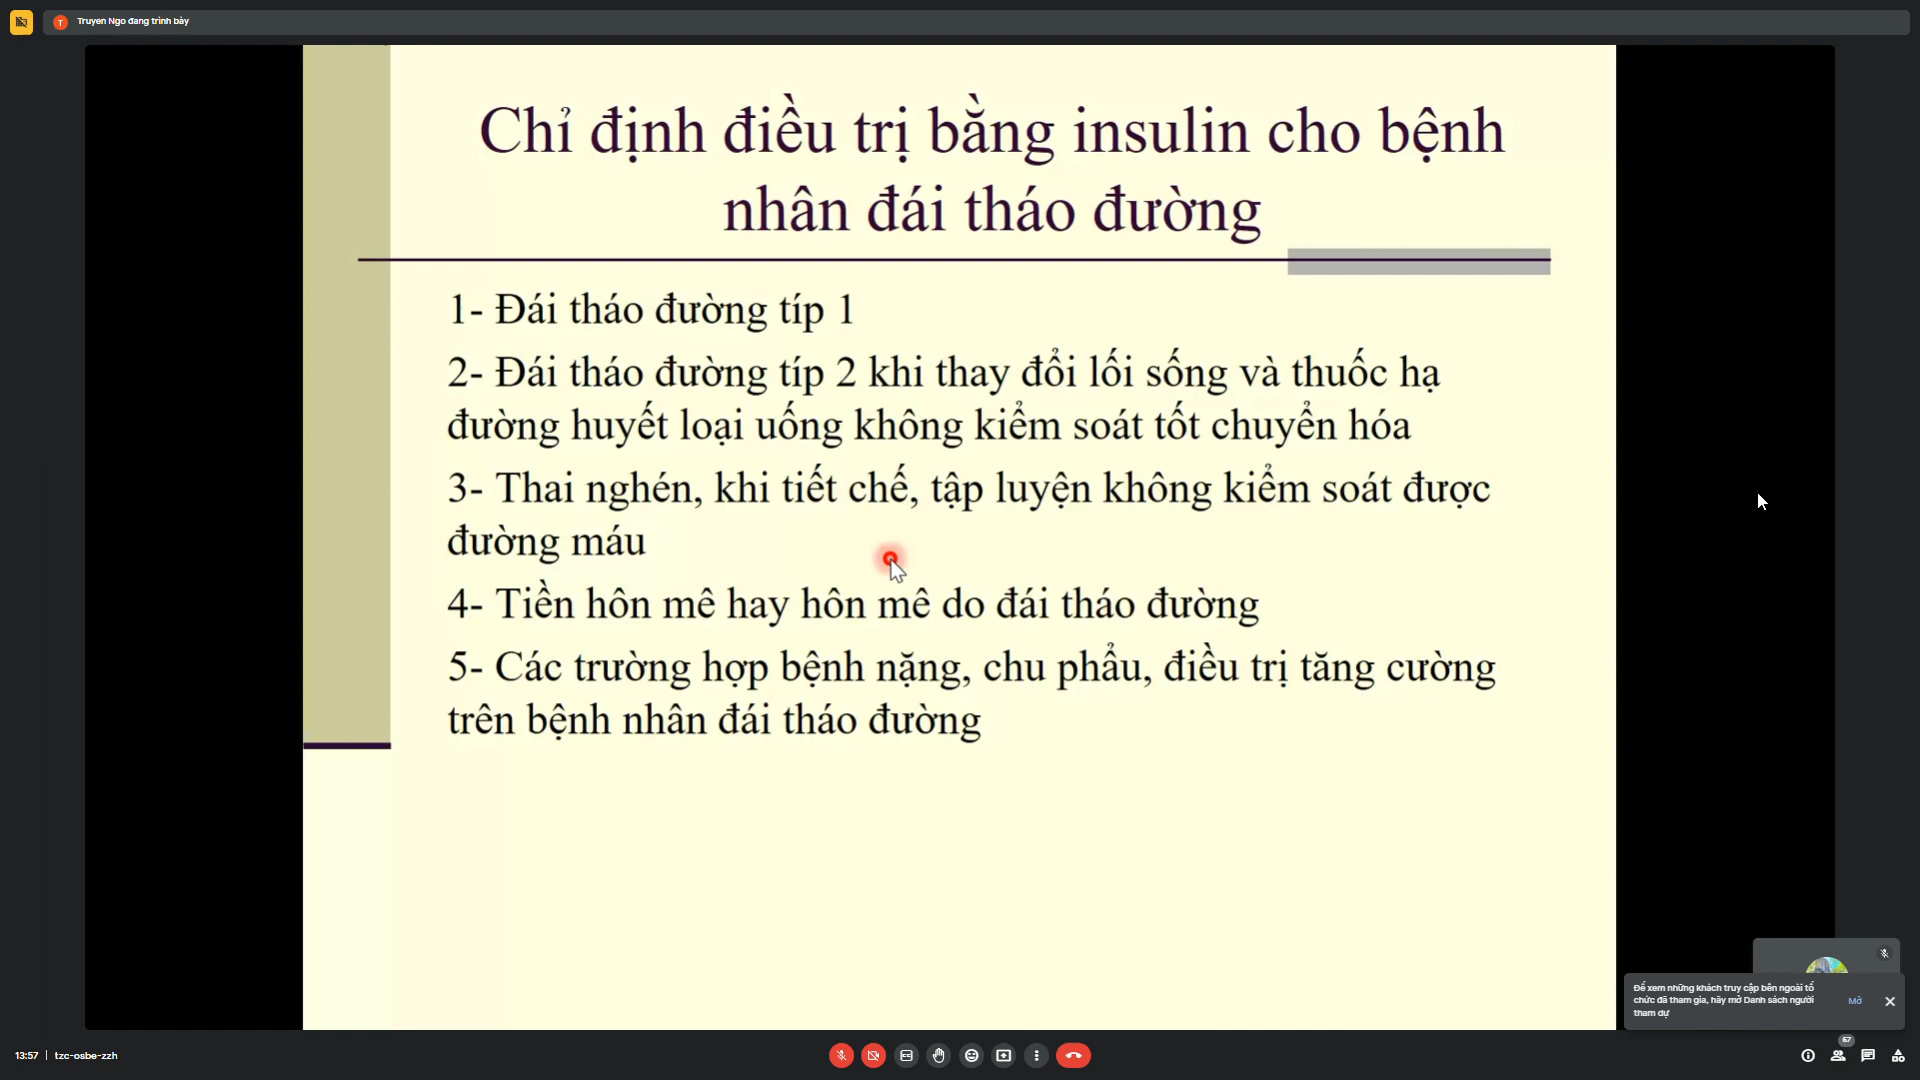 T
Truyen Ngo đang trình bày
Chỉ định điều trị bằng insulin cho bệnh
nhân đái tháo đường
1- Đái tháo đường típ 1
2- Đái tháo đường típ 2 khi thay đổi lối sống và thuốc hạ
đường huyết loại uống không kiểm soát tốt chuyển hóa
3- Thai nghén, khi tiết chế, tập luyện không kiểm soát được
đường máu
4- Tiền hôn mê hay hôn mê do đái tháo đường
5- Các trường hợp bệnh nặng, chu phẩu, điều trị tăng cường
trên bệnh nhân đái tháo đường
Để xem những khách truy cập bên ngoài tổ
chức đã tham gia, hãy mở Danh sách người
tham dự
Mở
13:57 | tzc-osbe-zzh
67